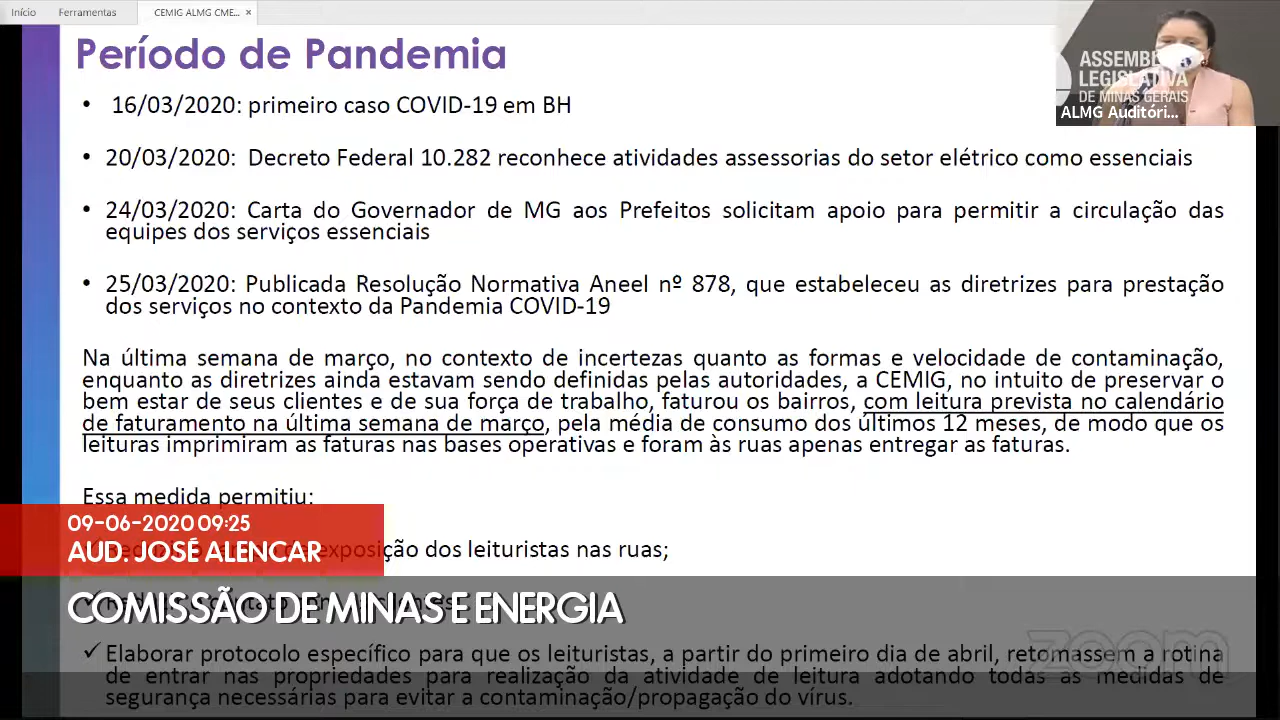 Início Ferramentas CEMIG ALMG CME... ×
Período de Pandemia
ASSEMBLEIA
LEGISLATIVA
DE MINAS GERAIS
ALMG Auditóri...
• 16/03/2020: primeiro caso COVID-19 em BH
• 20/03/2020: Decreto Federal 10.282 reconhece atividades assessorias do setor elétrico como essenciais
• 24/03/2020: Carta do Governador de MG aos Prefeitos solicitam apoio para permitir a circulação das
equipes dos serviços essenciais
• 25/03/2020: Publicada Resolução Normativa Aneel nº 878, que estabeleceu as diretrizes para prestação
dos serviços no contexto da Pandemia COVID-19
Na última semana de março, no contexto de incertezas quanto as formas e velocidade de contaminação,
enquanto as diretrizes ainda estavam sendo definidas pelas autoridades, a CEMIG, no intuito de preservar o
bem estar de seus clientes e de sua força de trabalho, faturou os bairros, com leitura prevista no calendário
de faturamento na última semana de março, pela média de consumo dos últimos 12 meses, de modo que os
leituras imprimiram as faturas nas bases operativas e foram às ruas apenas entregar as faturas.
Essa medida permitiu:
09-06-2020 09:25
exposição dos leituristas nas ruas;
AUD. JOSÉ ALENCAR
COMISSÃO DE MINAS E ENERGIA
zoom
✓ Elaborar protocolo específico para que os leituristas, a partir do primeiro dia de abril, retomassem a rotina
de entrar nas propriedades para realização da atividade de leitura adotando todas as medidas de
segurança necessárias para evitar a contaminação/propagação do vírus.